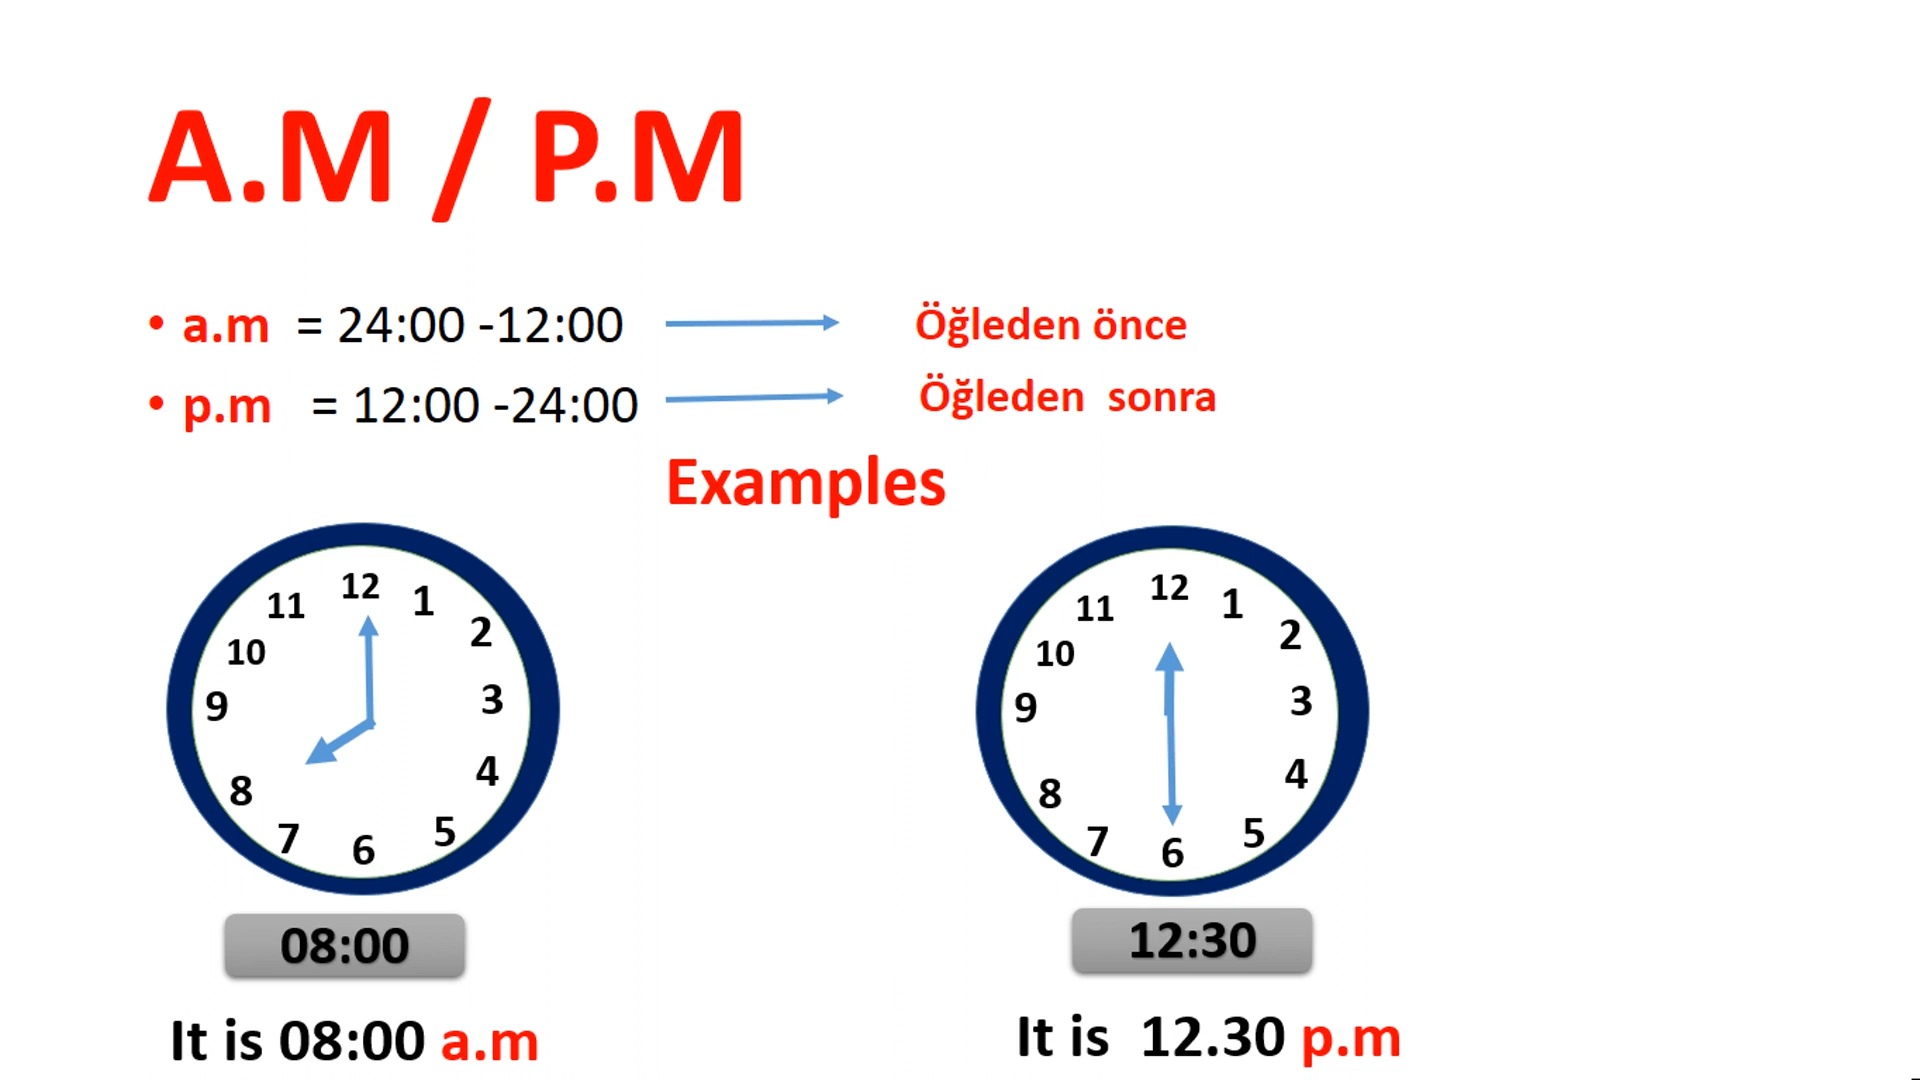 A.M / P.M
• a.m = 24:00 -12:00 Öğleden önce
• p.m = 12:00 -24:00 Öğleden sonra
Examples
12
11 1
10 2
9 3
8 4
7 6 5
12
11 1
10 2
9 3
8 4
7 6 5
08:00
12:30
It is 08:00 a.m
It is 12.30 p.m